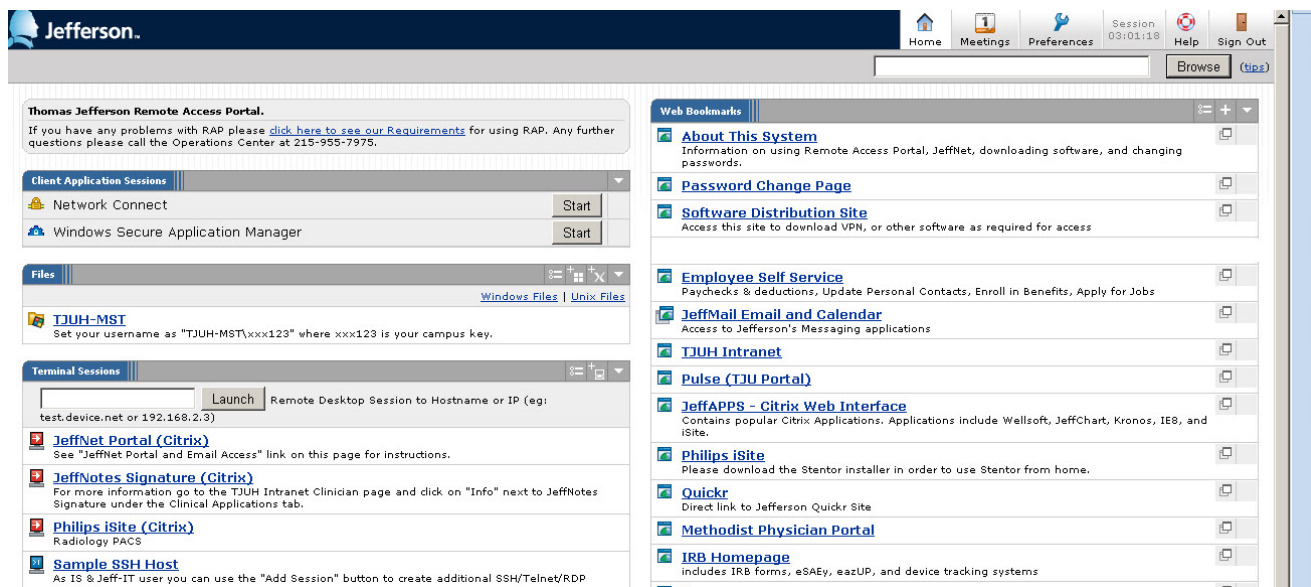 Jefferson™
Home
Meetings
Preferences
Session
03:01:18
Help
Sign Out
Browse
(tips)
Thomas Jefferson Remote Access Portal.
If you have any problems with RAP please click here to see our Requirements for using RAP. Any further
questions please call the Operations Center at 215-955-7975.
Client Application Sessions
Network Connect
Start
Windows Secure Application Manager
Start
Files
Windows Files | Unix Files
TJUH-MST
Set your username as "TJUH-MST\xxx123" where xxx123 is your campus key.
Terminal Sessions
Launch Remote Desktop Session to Hostname or IP (eg:
test.device.net or 192.168.2.3)
JeffNet Portal (Citrix)
See "JeffNet Portal and Email Access" link on this page for instructions.
JeffNotes Signature (Citrix)
For more information go to the TJUH Intranet Clinician page and click on "Info" next to JeffNotes
Signature under the Clinical Applications tab.
Philips iSite (Citrix)
Radiology PACS
Sample SSH Host
As IS & Jeff-IT user you can use the "Add Session" button to create additional SSH/Telnet/RDP
Web Bookmarks
About This System
Information on using Remote Access Portal, JeffNet, downloading software, and changing
passwords.
Password Change Page
Software Distribution Site
Access this site to download VPN, or other software as required for access
Employee Self Service
Paychecks & deductions, Update Personal Contacts, Enroll in Benefits, Apply for Jobs
JeffMail Email and Calendar
Access to Jefferson's Messaging applications
TJUH Intranet
Pulse (TJU Portal)
JeffAPPS - Citrix Web Interface
Contains popular Citrix Applications. Applications include Wellsoft, JeffChart, Kronos, IE8, and
iSite.
Philips iSite
Please download the Stentor installer in order to use Stentor from home.
Quickr
Direct link to Jefferson Quickr Site
Methodist Physician Portal
IRB Homepage
includes IRB forms, eSAEy, eazUP, and device tracking systems